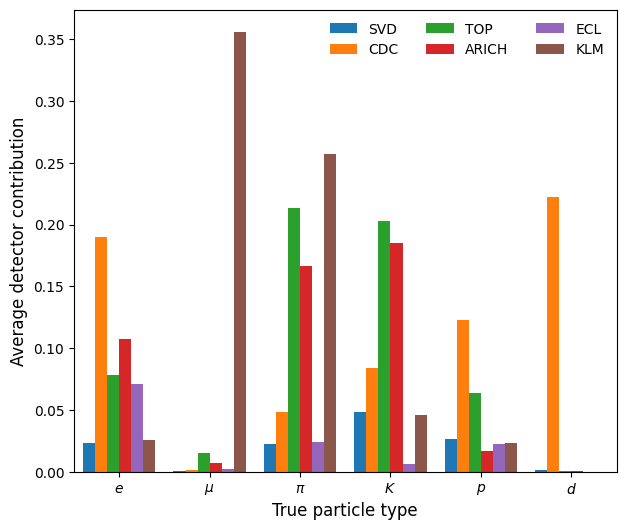 Average detector contribution
0.35
0.30
0.25
0.20
0.15
0.10
0.05
0.00
SVD TOP ECL
CDC ARICH KLM
e μ π K p d
True particle type